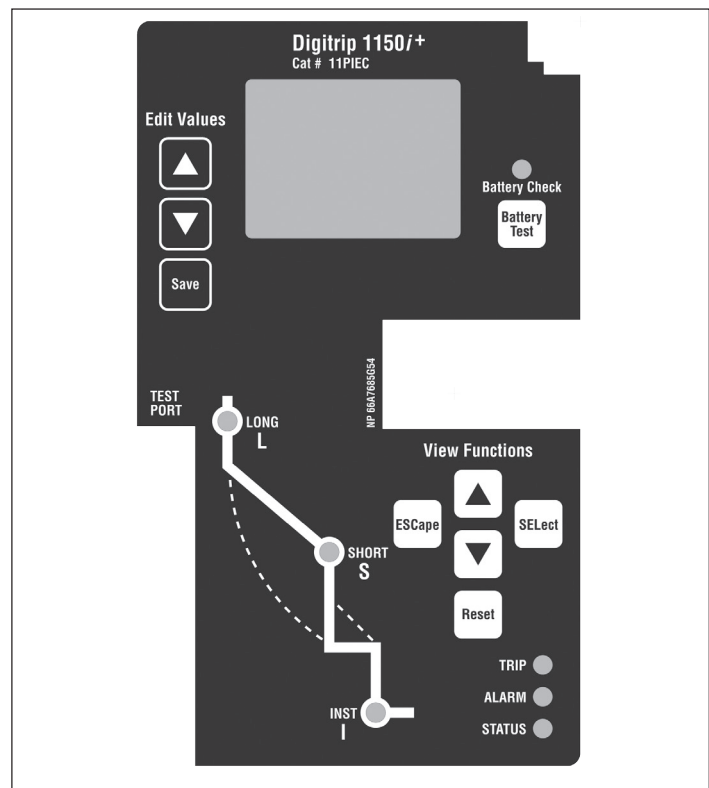 Digitrip 1150i+
Cat # 11PIEC
Edit Values
Save
Battery Check
Battery
Test
NP 66A7685G54
TEST
PORT
LONG
L
SHORT
S
INST
I
View Functions
ESCape
SELect
Reset
TRIP
ALARM
STATUS